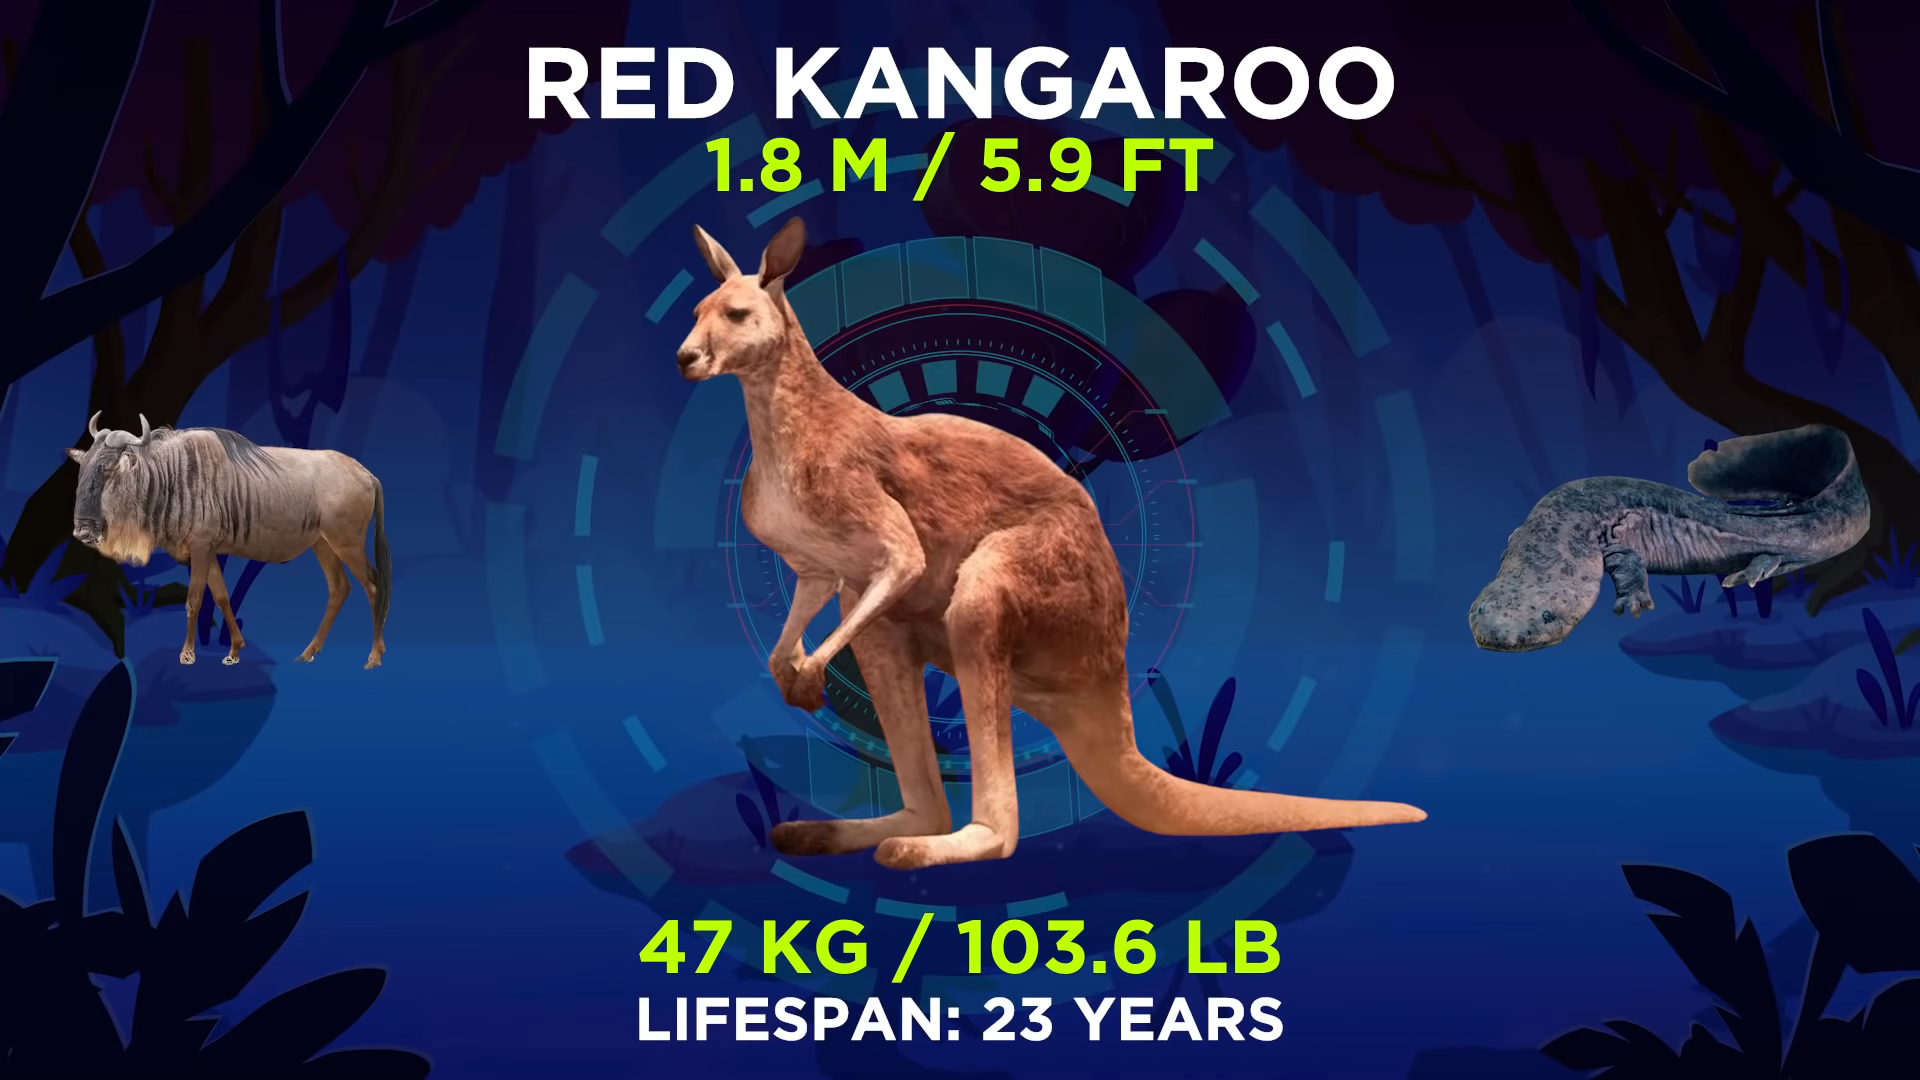 RED KANGAROO
1.8 M / 5.9 FT
47 KG / 103.6 LB
LIFESPAN: 23 YEARS